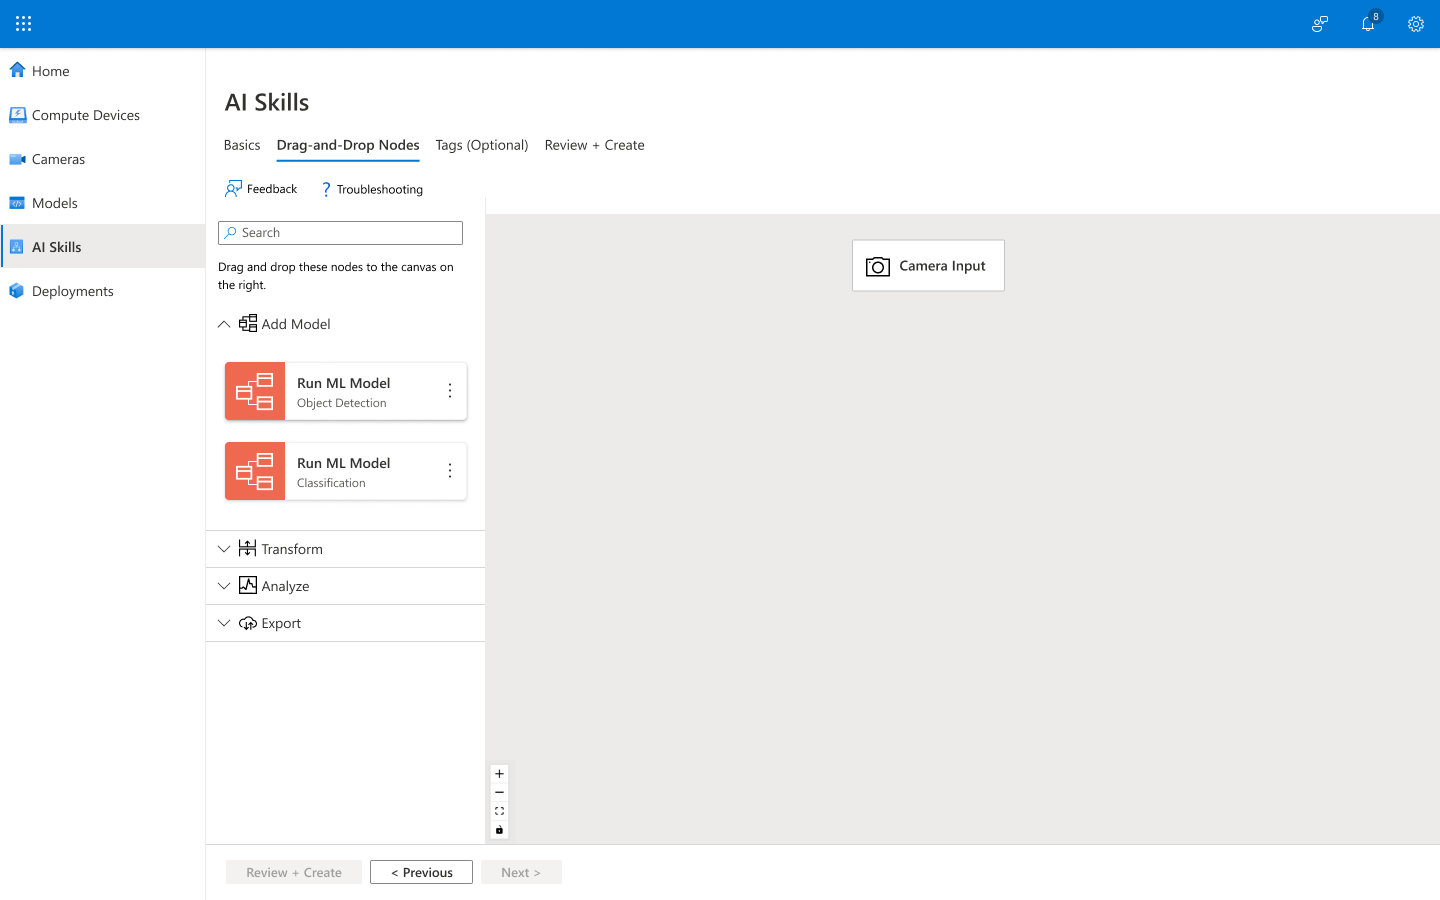 8
Home
Compute Devices
Cameras
Models
AI Skills
Deployments
AI Skills
Basics
Drag-and-Drop Nodes
Tags (Optional)
Review + Create
Feedback
Troubleshooting
Search
Drag and drop these nodes to the canvas on
the right.
Add Model
Run ML Model
Object Detection
Run ML Model
Classification
Transform
Analyze
Export
Camera Input
Review + Create
< Previous
Next >